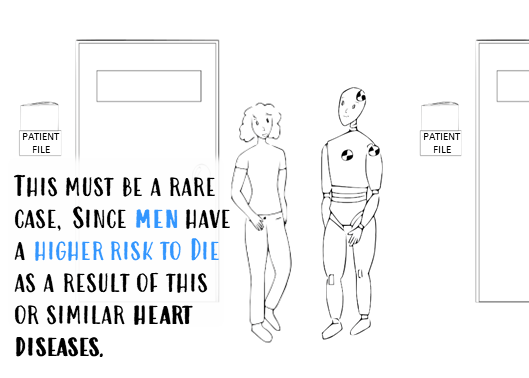 PATIENT
FILE
PATIENT
FILE
THIS MUST BE A RARE
CASE, SINCE MEN HAVE
A HIGHER RISK TO DIE
AS A RESULT OF THIS
OR SIMILAR HEART
DISEASES.